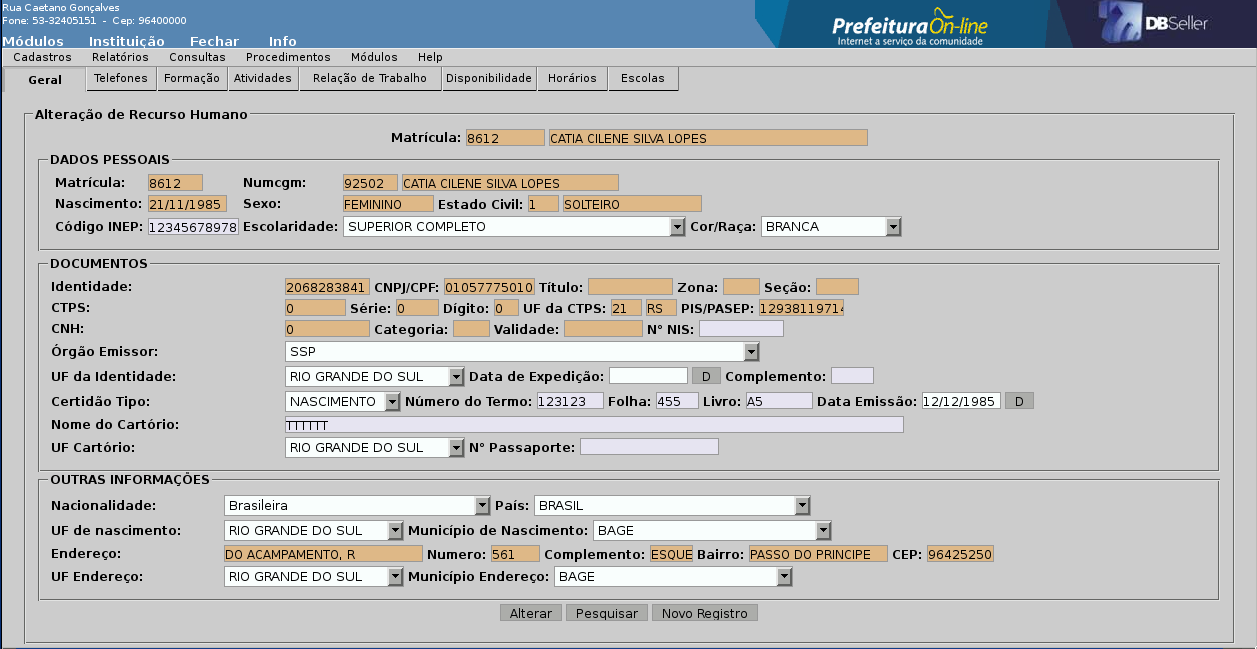 Rua Caetano Gonçalves
Fone: 53-32405151 - Cep: 96400000
Prefeitura On-line
Internet a serviço da comunidade
DBSeller
Módulos Instituição Fechar Info
Cadastros Relatórios Consultas Procedimentos Módulos Help
Geral Telefones Formação Atividades Relação de Trabalho Disponibilidade Horários Escolas
Alteração de Recurso Humano
Matrícula: 8612 CATIA CILENE SILVA LOPES
DADOS PESSOAIS
Matrícula: 8612 Numcgm: 92502 CATIA CILENE SILVA LOPES
Nascimento: 21/11/1985 Sexo: FEMININO Estado Civil: 1 SOLTEIRO
Código INEP: 12345678978 Escolaridade: SUPERIOR COMPLETO Cor/Raça: BRANCA
DOCUMENTOS
Identidade: 2068283841 CNPJ/CPF: 01057775010 Título: Zona: Seção:
CTPS: 0 Série: 0 Dígito: 0 UF da CTPS: 21 RS PIS/PASEP: 1293811971
CNH: 0 Categoria: Validade: N° NIS:
Órgão Emissor: SSP
UF da Identidade: RIO GRANDE DO SUL Data de Expedição: D Complemento:
Certidão Tipo: NASCIMENTO Número do Termo: 123123 Folha: 455 Livro: A5 Data Emissão: 12/12/1985 D
Nome do Cartório: TTTTTT
UF Cartório: RIO GRANDE DO SUL N° Passaporte:
OUTRAS INFORMAÇÕES
Nacionalidade: Brasileira País: BRASIL
UF de nascimento: RIO GRANDE DO SUL Município de Nascimento: BAGE
Endereço: DO ACAMPAMENTO, R Numero: 561 Complemento: ESQUE Bairro: PASSO DO PRINCIPE CEP: 96425250
UF Endereço: RIO GRANDE DO SUL Município Endereço: BAGE
Alterar Pesquisar Novo Registro